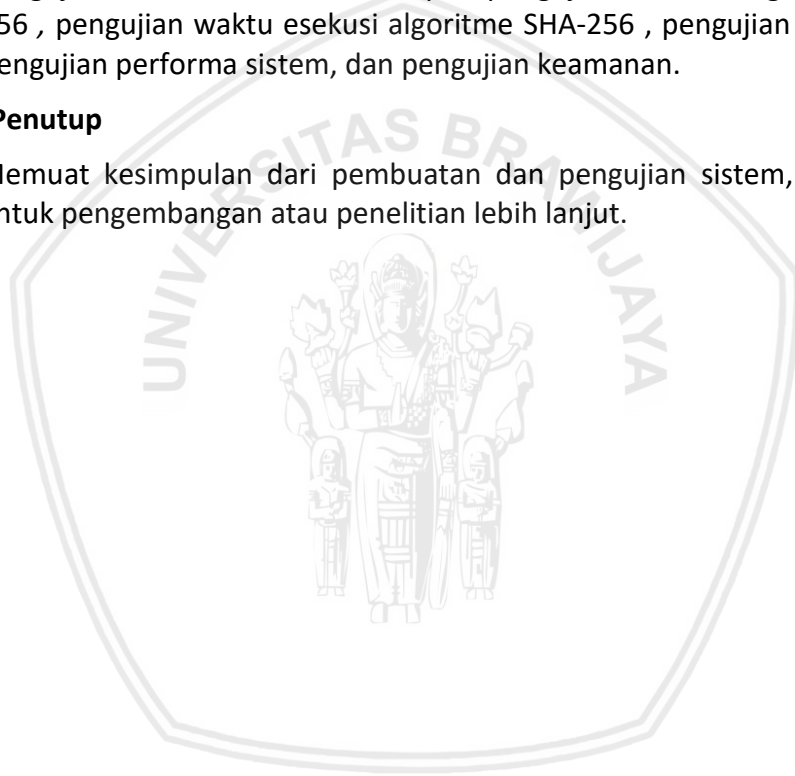 56 , pengujian waktu esekusi algoritme SHA-256 , pengujian
engujian performa sistem, dan pengujian keamanan.
Penutup
Memuat kesimpulan dari pembuatan dan pengujian sistem,
ntuk pengembangan atau penelitian lebih lanjut.
UNIVERSITAS BRAWIJAYA